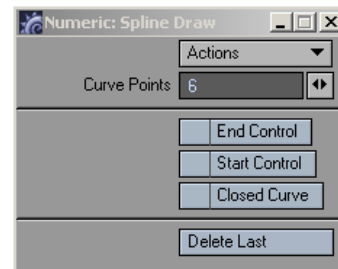 Numeric: Spline Draw
Actions
Curve Points 6
End Control
Start Control
Closed Curve
Delete Last